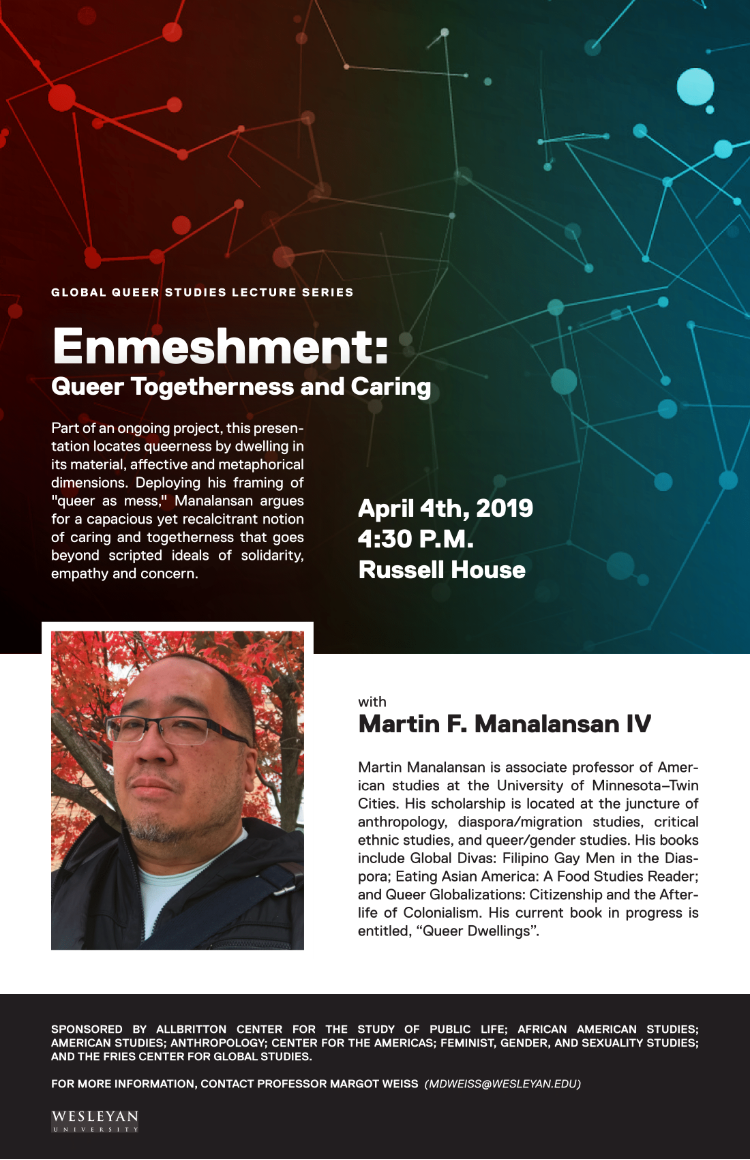 GLOBAL QUEER STUDIES LECTURE SERIES
Enmeshment:
Queer Togetherness and Caring
Part of an ongoing project, this presen-
tation locates queerness by dwelling in
its material, affective and metaphorical
dimensions. Deploying his framing of
"queer as mess," Manalansan argues
for a capacious yet recalcitrant notion
of caring and togetherness that goes
beyond scripted ideals of solidarity,
empathy and concern.
April 4th, 2019
4:30 P.M.
Russell House
with
Martin F. Manalansan IV
Martin Manalansan is associate professor of Amer-
ican studies at the University of Minnesota–Twin
Cities. His scholarship is located at the juncture of
anthropology, diaspora/migration studies, critical
ethnic studies, and queer/gender studies. His books
include Global Divas: Filipino Gay Men in the Dias-
pora; Eating Asian America: A Food Studies Reader;
and Queer Globalizations: Citizenship and the After-
life of Colonialism. His current book in progress is
entitled, “Queer Dwellings”.
SPONSORED BY ALLBRITTON CENTER FOR THE STUDY OF PUBLIC LIFE; AFRICAN AMERICAN STUDIES;
AMERICAN STUDIES; ANTHROPOLOGY; CENTER FOR THE AMERICAS; FEMINIST, GENDER, AND SEXUALITY STUDIES;
AND THE FRIES CENTER FOR GLOBAL STUDIES.
FOR MORE INFORMATION, CONTACT PROFESSOR MARGOT WEISS (MDWEISS@WESLEYAN.EDU)
WESLEYAN
UNIVERSITY